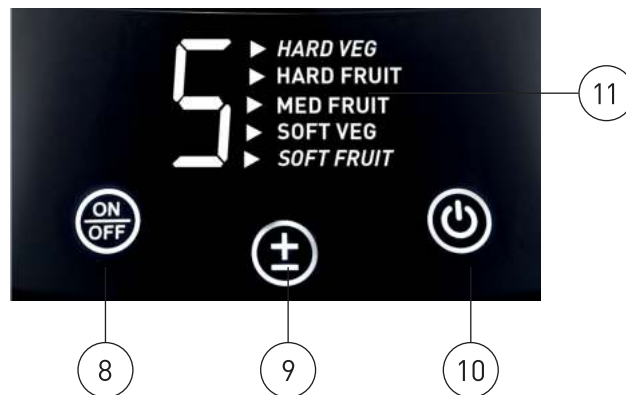 5
HARD VEG
HARD FRUIT
MED FRUIT
SOFT VEG
SOFT FRUIT
11
ON
OFF
±
8
9
10